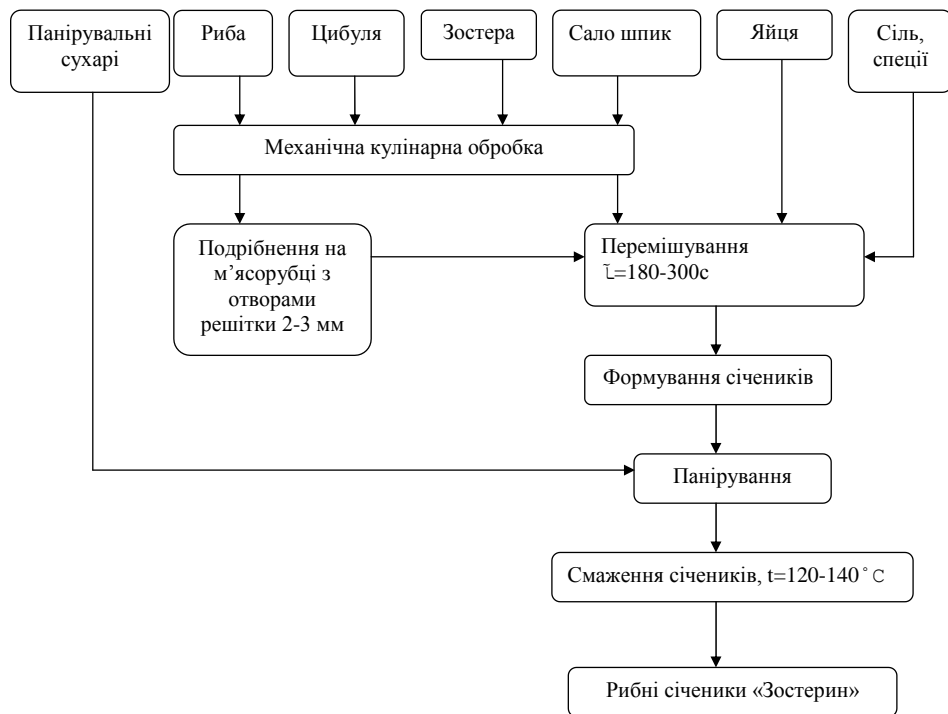 Панірувальні
сухарі
Риба
Цибуля
Зостера
Сало шпик
Яйця
Сіль,
спеції
Механічна кулінарна обробка
Подрібнення на
м’ясорубці з
отворами
решітки 2-3 мм
Перемішування
τ=180-300с
Формування січеників
Панірування
Смаження січеників, t=120-140°С
Рибні січеники «Зостерин»